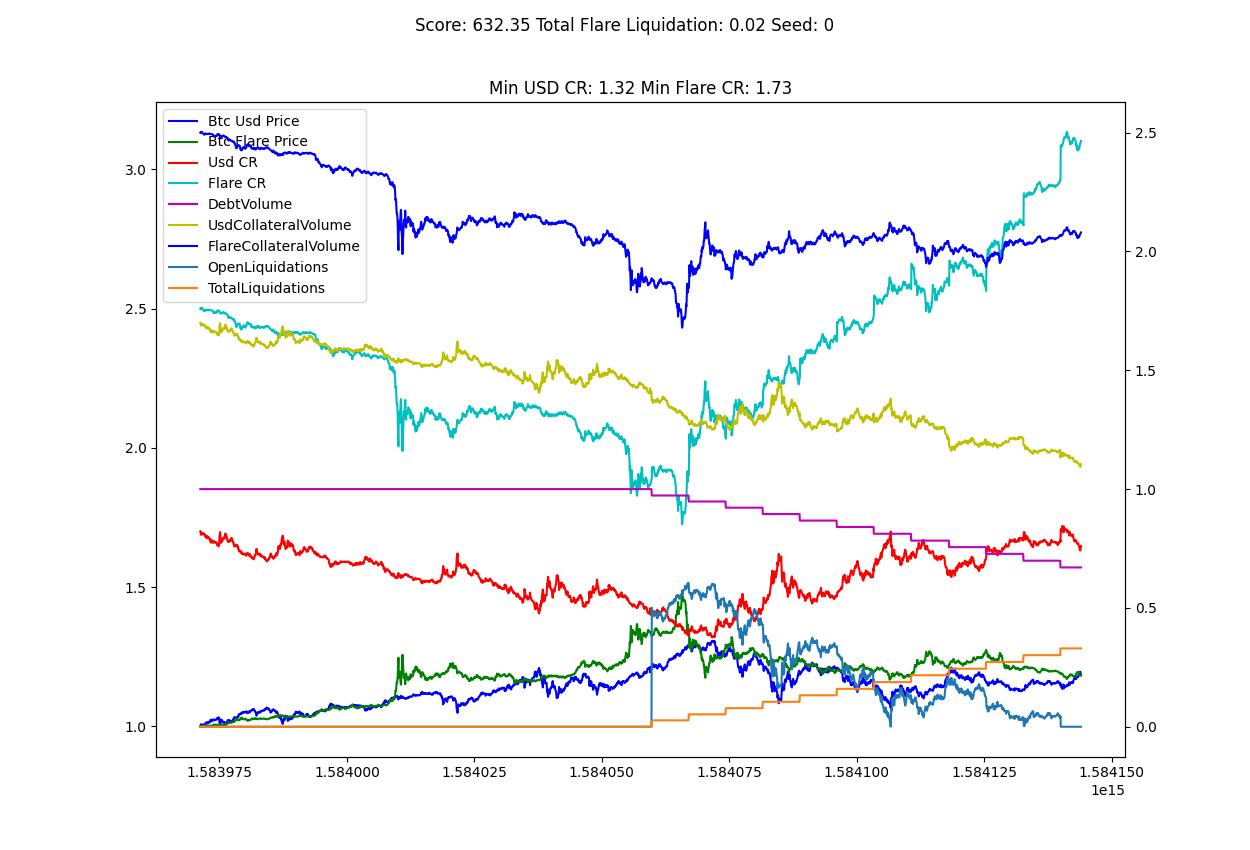 Score: 632.35 Total Flare Liquidation: 0.02 Seed: 0
Min USD CR: 1.32 Min Flare CR: 1.73
Btc Usd Price
Btc Flare Price
Usd CR
Flare CR
DebtVolume
UsdCollateralVolume
FlareCollateralVolume
OpenLiquidations
TotalLiquidations
3.0
2.5
2.0
1.5
1.0
2.5
2.0
1.5
1.0
0.5
0.0
1.583975 1.584000 1.584025 1.584050 1.584075 1.584100 1.584125 1.584150
1e15